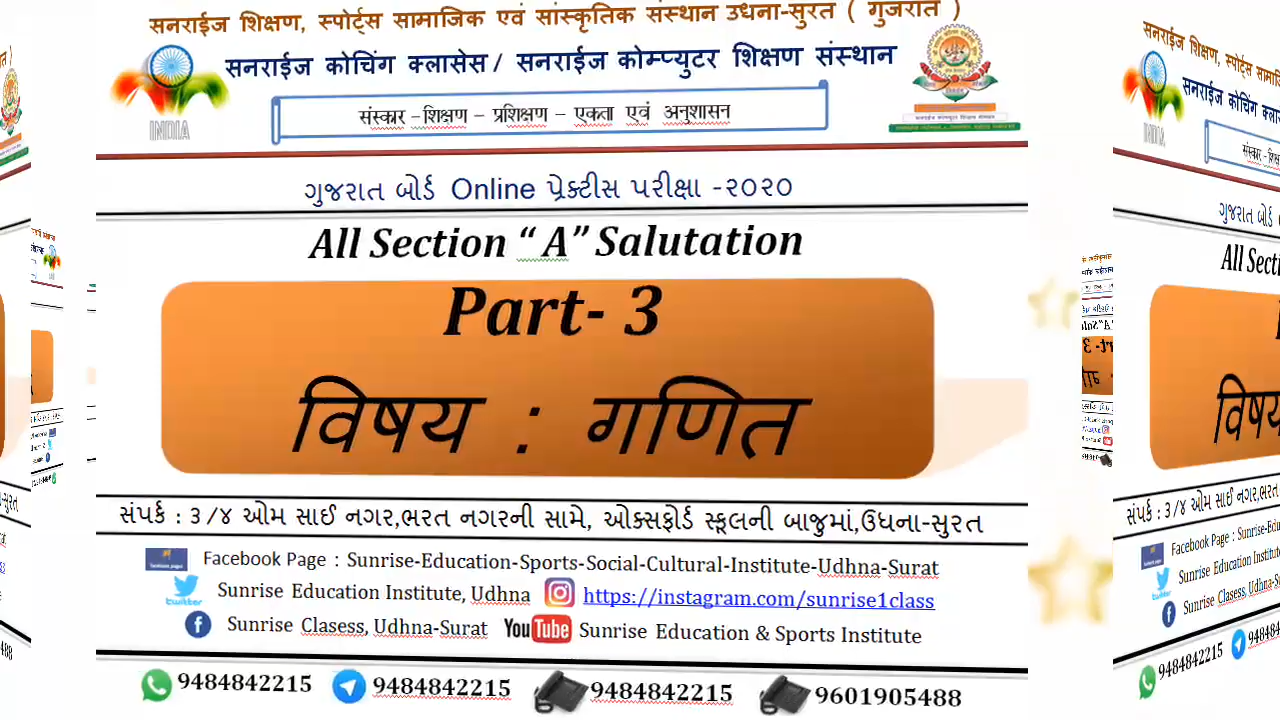 सनराईज शिक्षण, स्पोर्ट्स सामाजिक एवं सांस्कृतिक संस्थान उधना-सुरत ( गुजरात )
सनराईज कोचिंग क्लासेस / सनराईज कोम्प्युटर शिक्षण संस्थान
INDIA
संस्कार -शिक्षण - प्रशिक्षण - एकता एवं अनुशासन
ગુજરાત બોર્ડ Online પ્રેક્ટીસ પરીક્ષા -૨૦૨૦
All Section “ A” Salutation
Part- 3
विषय : गणित
સંપર્ક : ૩/૪ ઓમ સાઈ નગર,ભરત નગરની સામે, ઓક્સફોર્ડ સ્કૂલની બાજુમાં,ઉધના-સુરત
Facebook Page : Sunrise-Education-Sports-Social-Cultural-Institute-Udhna-Surat
twitter Sunrise Education Institute, Udhna https://instagram.com/sunrise1class
Sunrise Clasess, Udhna-Surat YouTube Sunrise Education & Sports Institute
9484842215 9484842215 9484842215 9601905488